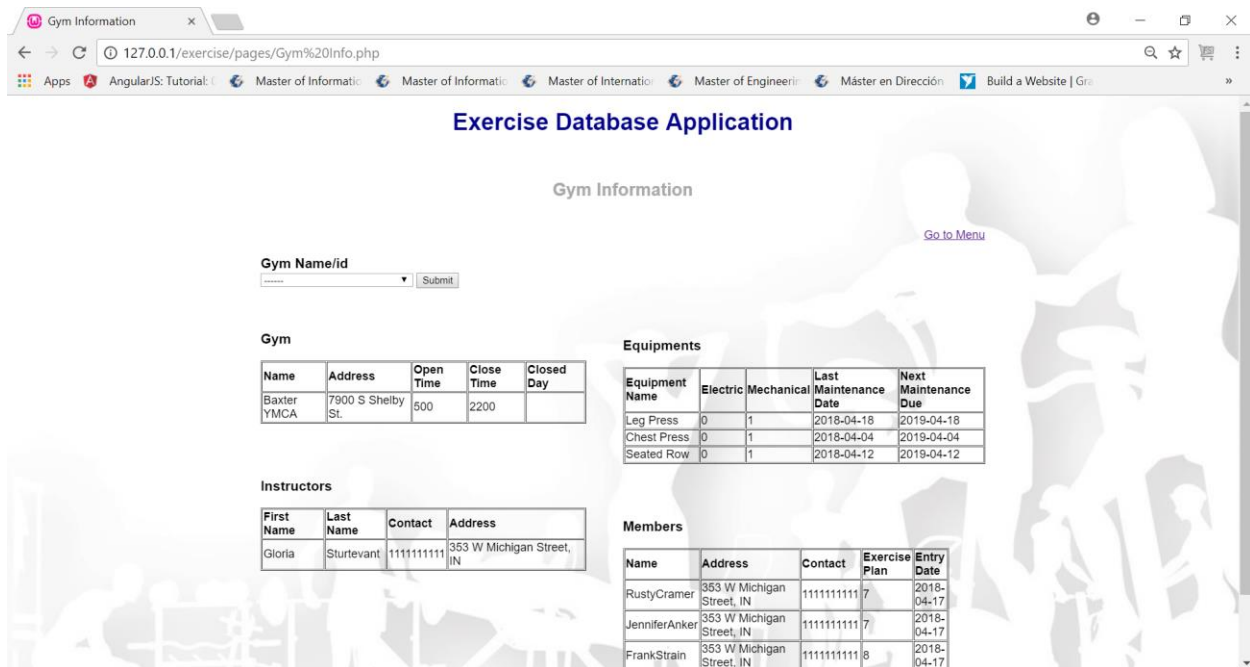 Gym Information
127.0.0.1/exercise/pages/Gym%20Info.php
Apps AngularJS: Tutorial: Master of Informatic Master of Informatic Master of Internation Master of Engineerin Máster en Dirección Build a Website | Gra
Exercise Database Application
Gym Information
Go to Menu
Gym Name/id
------
Submit
Gym
Name Address Open Time Close Time Closed Day
Baxter YMCA 7900 S Shelby St. 500 2200
Equipments
Equipment Name Electric Mechanical Last Maintenance Date Next Maintenance Due
Leg Press 0 1 2018-04-18 2019-04-18
Chest Press 0 1 2018-04-04 2019-04-04
Seated Row 0 1 2018-04-12 2019-04-12
Instructors
First Name Last Name Contact Address
Gloria Sturtevant 1111111111 353 W Michigan Street, IN
Members
Name Address Contact Exercise Plan Entry Date
RustyCramer 353 W Michigan Street, IN 1111111111 7 2018-04-17
JenniferAnker 353 W Michigan Street, IN 1111111111 7 2018-04-17
FrankStrain 353 W Michigan Street, IN 1111111111 8 2018-04-17